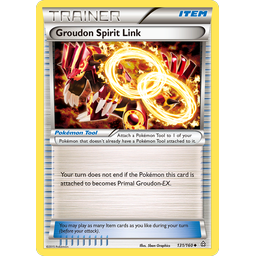 TRAINER ITEM
Groudon Spirit Link
Pokémon Tool
Attach a Pokémon Tool to 1 of your
Pokémon that doesn't already have a Pokémon Tool attached to it.
Your turn does not end if the Pokémon this card is
attached to becomes Primal Groudon-EX.
You may play as many Item cards as you like during your turn
(before your attack).
Illus. 5ban Graphics
131/160